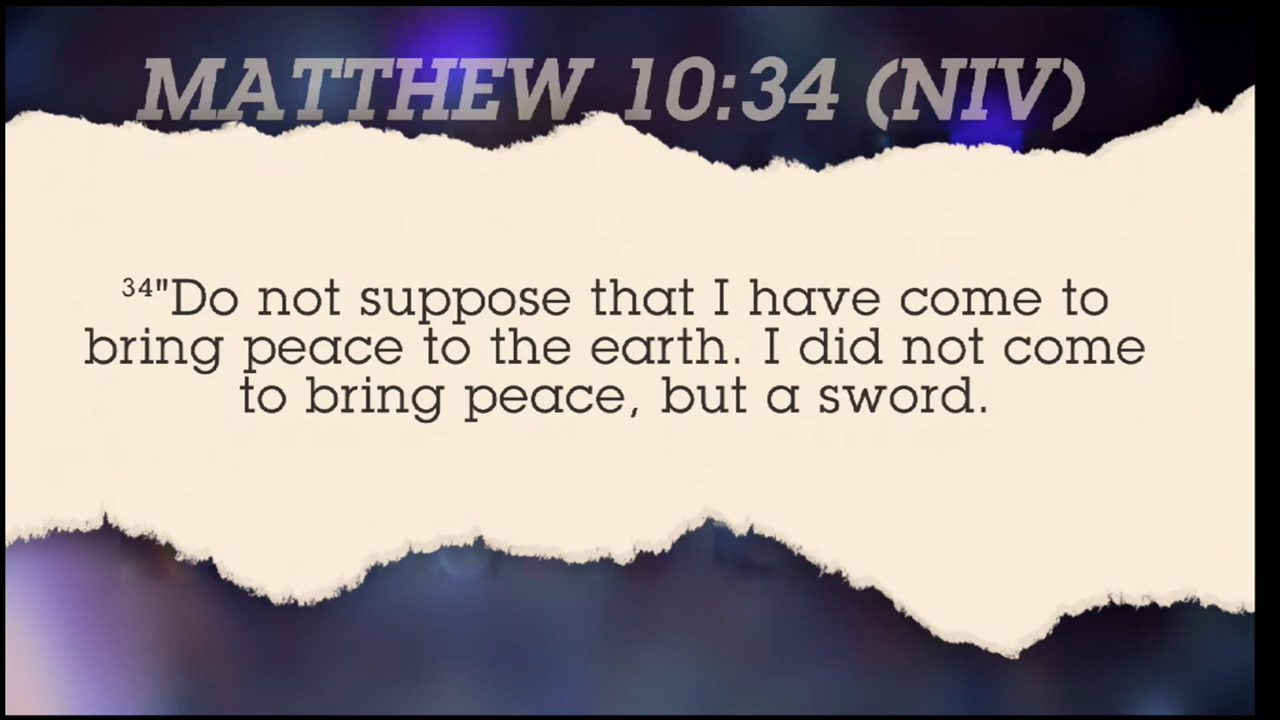 MATTHEW 10:34 (NIV)
³⁴"Do not suppose that I have come to
bring peace to the earth. I did not come
to bring peace, but a sword.